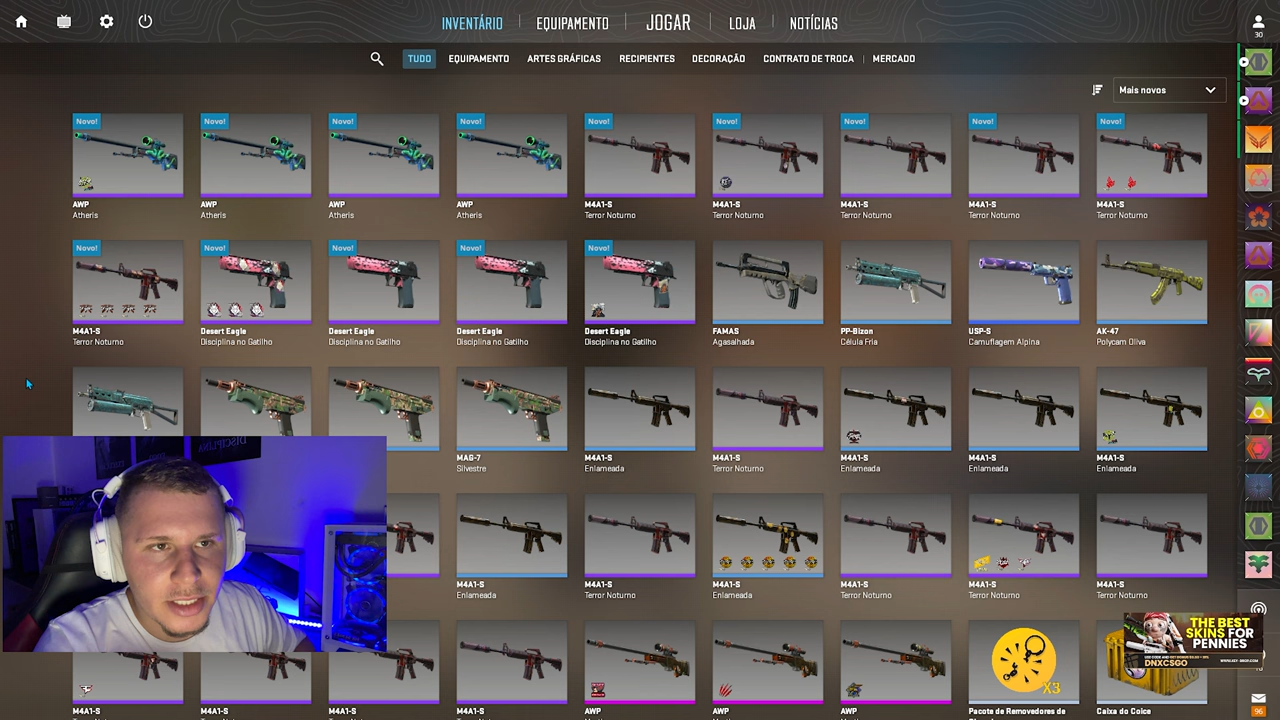 INVENTÁRIO
EQUIPAMENTO
JOGAR
LOJA
NOTÍCIAS
30
TUDO
EQUIPAMENTO
ARTES GRÁFICAS
RECIPIENTES
DECORAÇÃO
CONTRATO DE TROCA
MERCADO
Mais novos
Novo!
Novo!
Novo!
Novo!
Novo!
Novo!
Novo!
Novo!
Novo!
AWP
Atheris
AWP
Atheris
AWP
Atheris
AWP
Atheris
M4A1-S
Terror Noturno
M4A1-S
Terror Noturno
M4A1-S
Terror Noturno
M4A1-S
Terror Noturno
M4A1-S
Terror Noturno
Novo!
Novo!
Novo!
Novo!
Novo!
M4A1-S
Terror Noturno
Desert Eagle
Disciplina no Gatilho
Desert Eagle
Disciplina no Gatilho
Desert Eagle
Disciplina no Gatilho
Desert Eagle
Disciplina no Gatilho
FAMAS
Agasalhada
PP-Bizon
Célula Fria
USP-S
Camuflagem Alpina
AK-47
Polycam Oliva
MAG-7
Silvestre
M4A1-S
Enlameada
M4A1-S
Terror Noturno
M4A1-S
Enlameada
M4A1-S
Enlameada
M4A1-S
Enlameada
M4A1-S
Enlameada
M4A1-S
Terror Noturno
M4A1-S
Enlameada
M4A1-S
Terror Noturno
M4A1-S
Terror Noturno
M4A1-S
Terror Noturno
X3
THE BEST
SKINS FOR
PENNIES
DNXCSGO
M4A1-S
M4A1-S
M4A1-S
M4A1-S
AWP
AWP
AWP
Pacote de Removedores de
Caixa do Coice
96